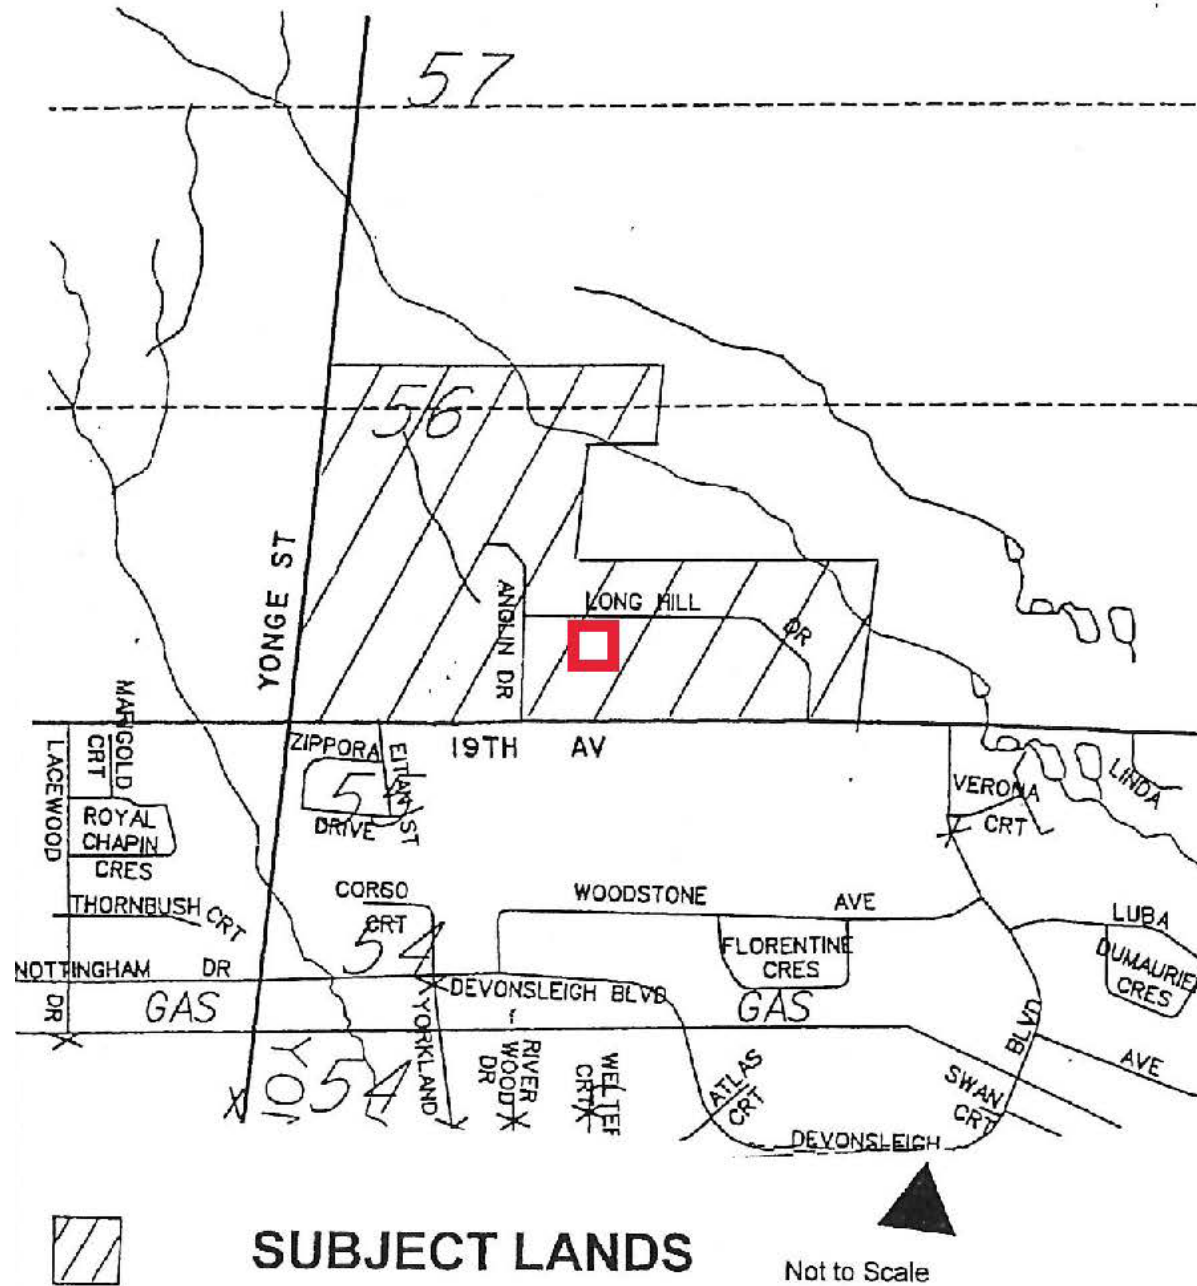 57
56
YONGE ST
ANGLIN DR
LONG HILL
DR
MARIGOLD
CRT
LACEWOOD
DR
ZIPPORA
DRIVE
EITAN ST
19TH AV
VERONA
CRT
LINDA
ROYAL
CHAPIN
CRES
THORNBUSH CRT
CORSO
CRT
54
WOODSTONE AVE
FLORENTINE
CRES
LUBA
DUMAURIER
CRES
NOTTINGHAM DR
GAS
DEVONSLEIGH BLVD
GAS
YORKLAND
BLVD
AVE
54
RIVER
WOOD
DR
CRT
ATLAS
CRT
SWAN
CRT
DEVONSLEIGH
SUBJECT LANDS
Not to Scale